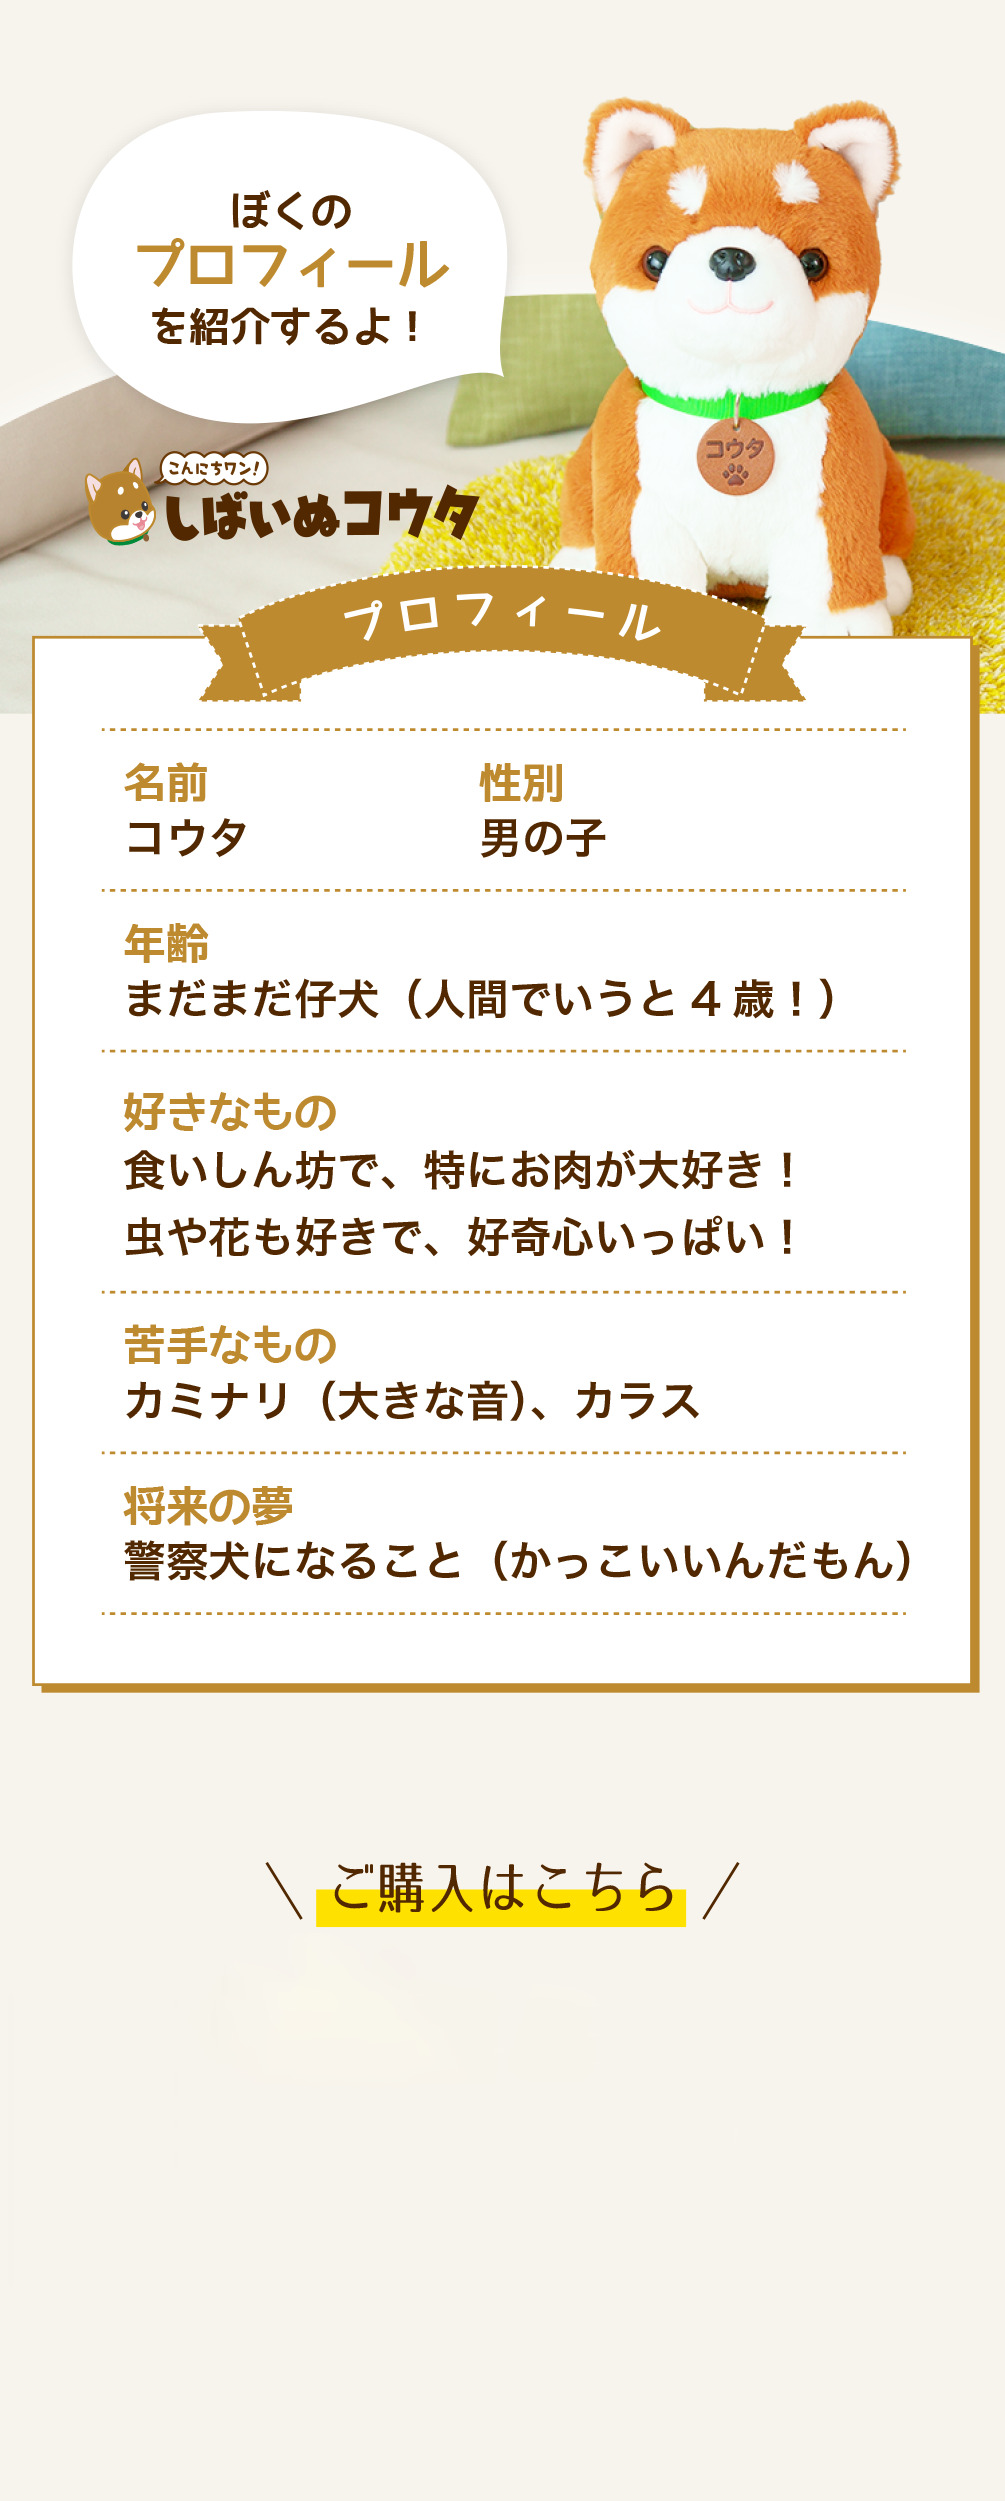 ぼくの
プロフィール
を紹介するよ！
コウタ
こんにちワン！
しばいぬコウタ
プロフィール
名前
コウタ
性別
男の子
年齢
まだまだ仔犬（人間でいうと4歳！）
好きなもの
食いしん坊で、特にお肉が大好き！
虫や花も好きで、好奇心いっぱい！
苦手なもの
カミナリ（大きな音）、カラス
将来の夢
警察犬になること（かっこいいんだもん）
ご購入はこちら